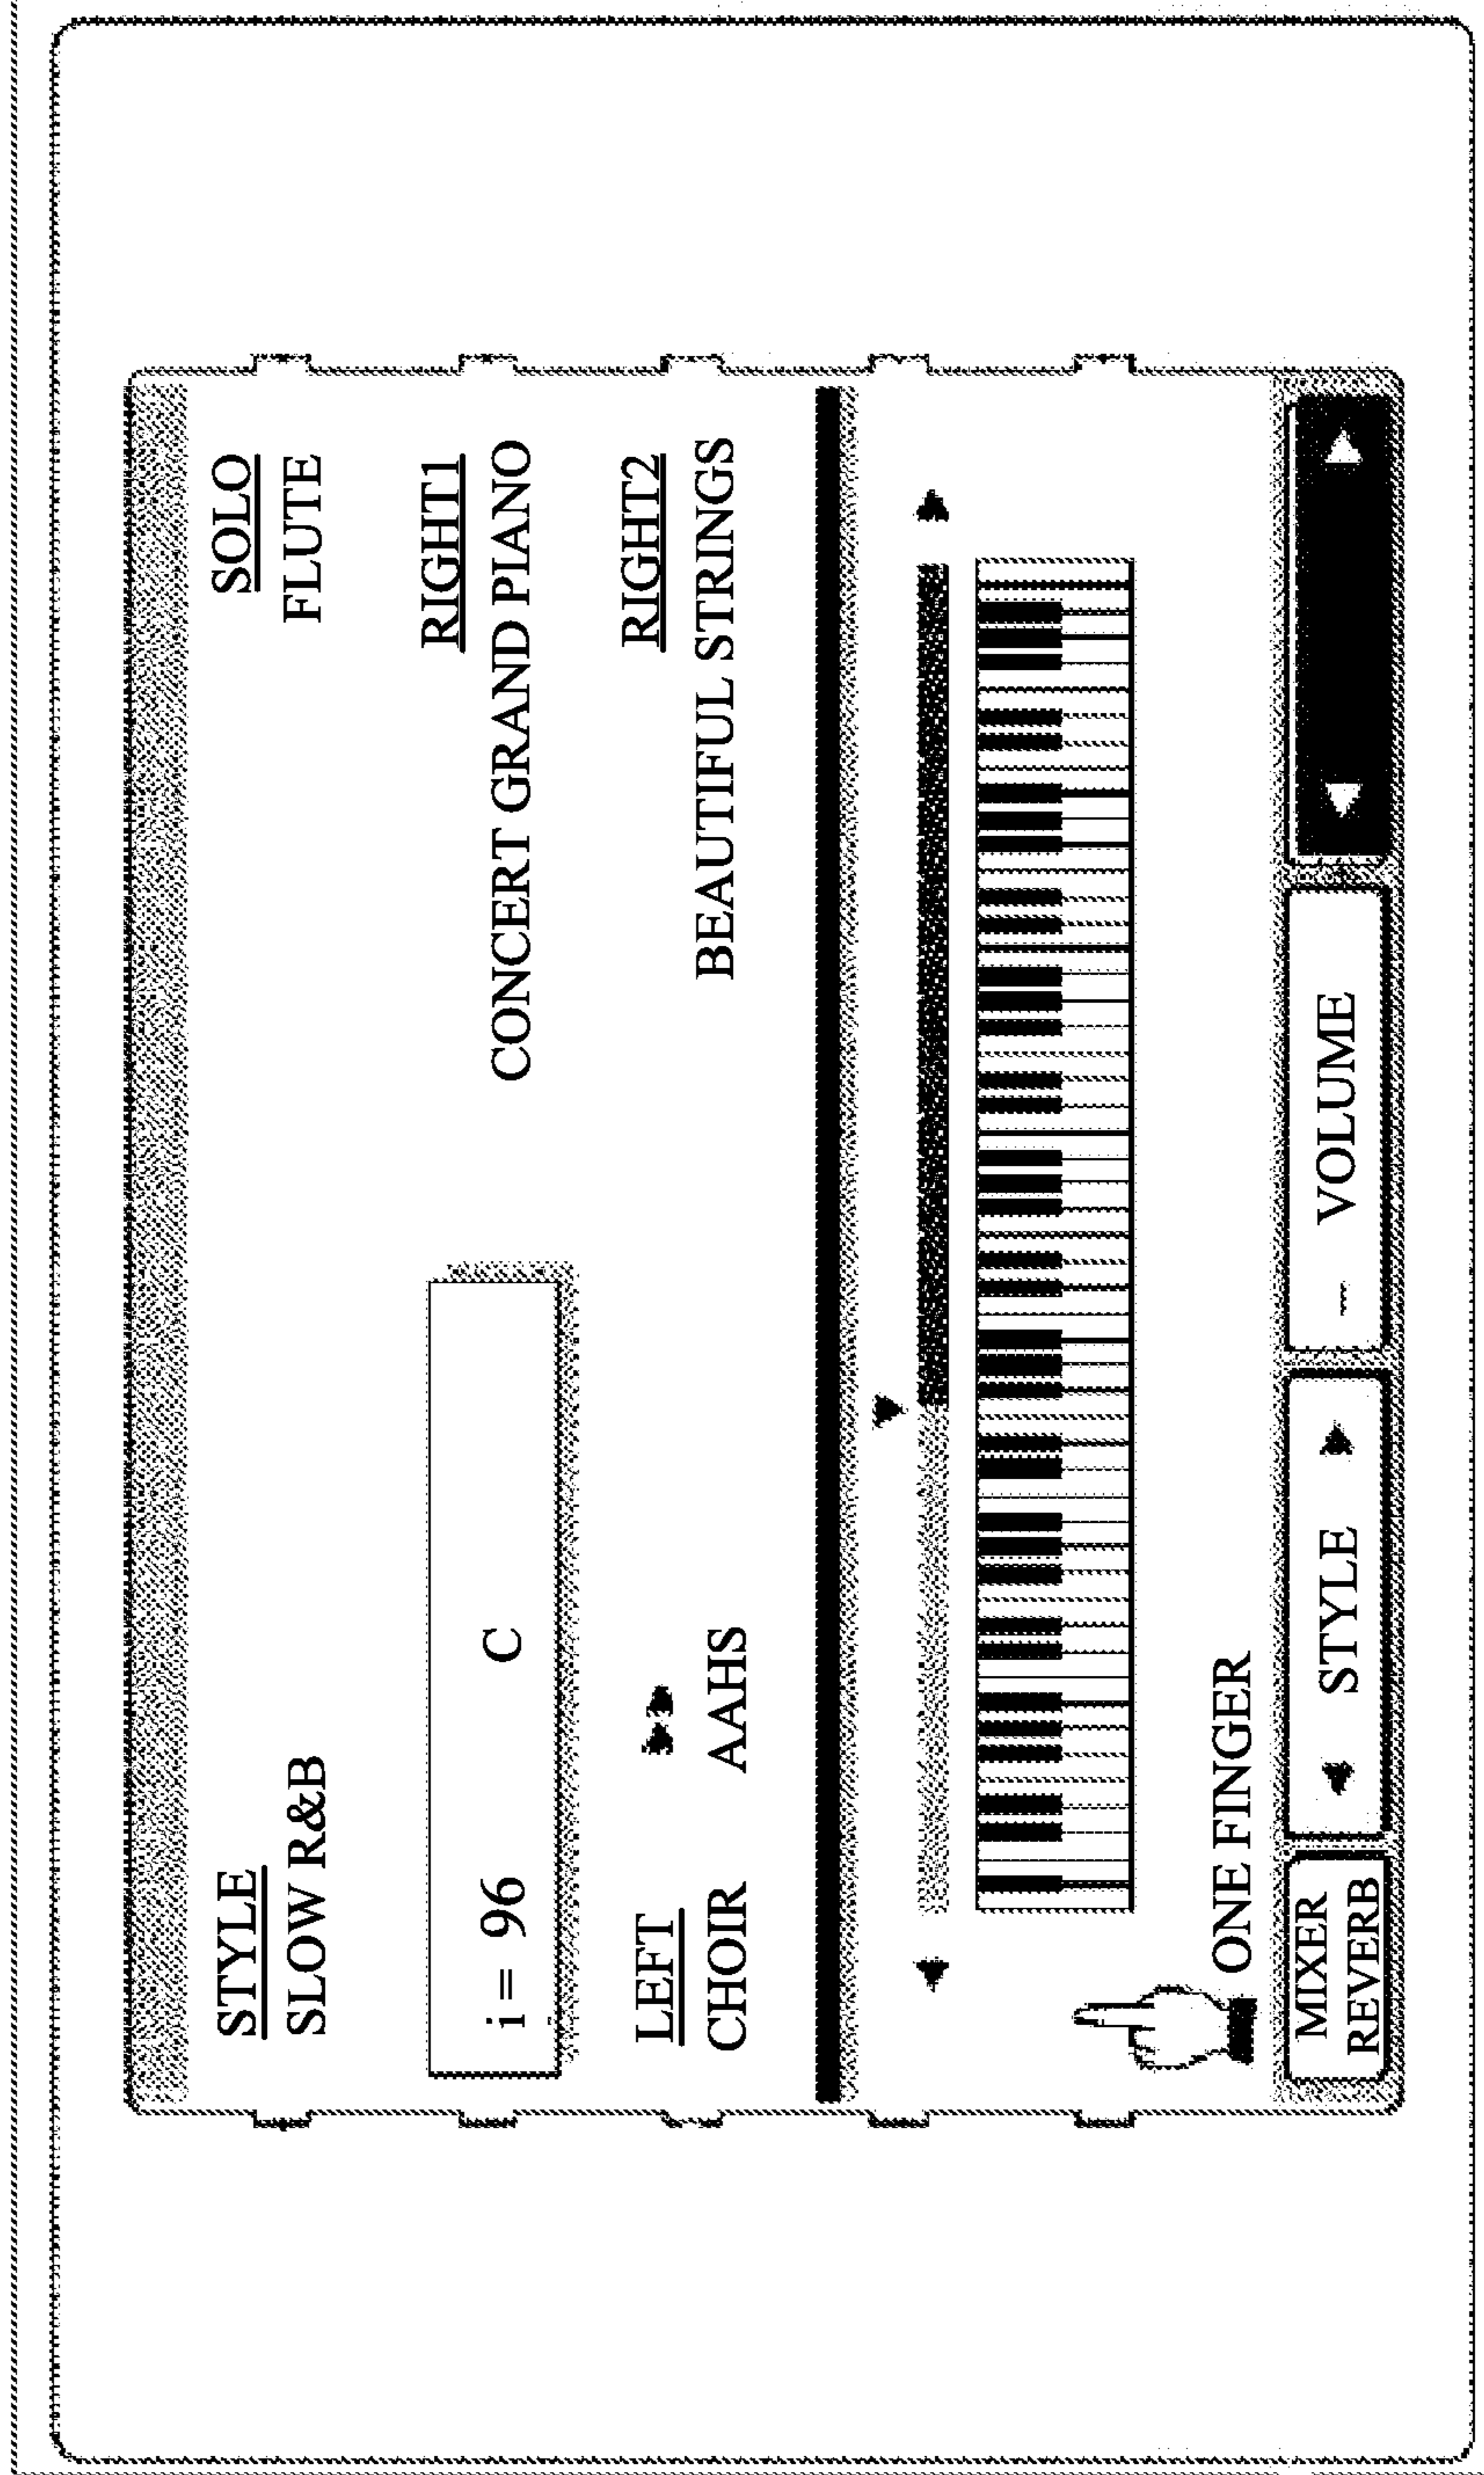 STYLE
SLOW R&B
SOLO
FLUTE
i = 96 C
RIGHT1
CONCERT GRAND PIANO
LEFT
CHOIR AAHS
RIGHT2
BEAUTIFUL STRINGS
ONE FINGER
MIXER
REVERB
STYLE
– VOLUME